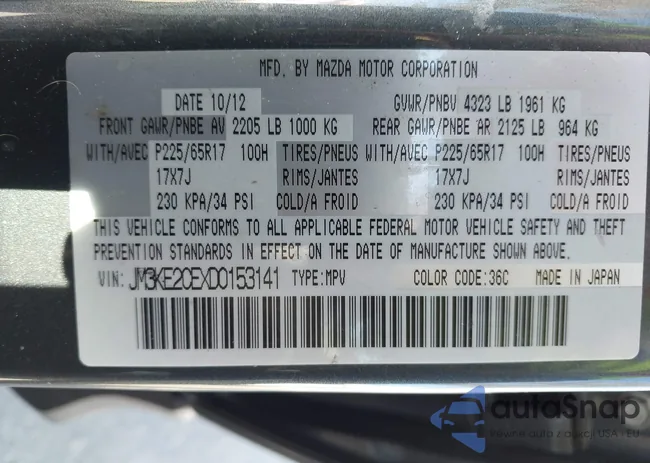 MFD. BY MAZDA MOTOR CORPORATION
DATE 10/12 GVWR/PNBV 4323 LB 1961 KG
FRONT GAWR/PNBE AV 2205 LB 1000 KG REAR GAWR/PNBE AR 2125 LB 964 KG
WITH/AVEC P225/65R17 100H TIRES/PNEUS WITH/AVEC P225/65R17 100H TIRES/PNEUS
17X7J RIMS/JANTES 17X7J RIMS/JANTES
230 KPA/34 PSI COLD/A FROID 230 KPA/34 PSI COLD/A FROID
THIS VEHICLE CONFORMS TO ALL APPLICABLE FEDERAL MOTOR VEHICLE SAFETY AND THEFT
PREVENTION STANDARDS IN EFFECT ON THE DATE OF MANUFACTURE SHOWN ABOVE.
VIN: JM3KE2CEXD0153141 TYPE:MPV COLOR CODE:36C MADE IN JAPAN
autoSnap
pewne auta z aukcji USA - EU